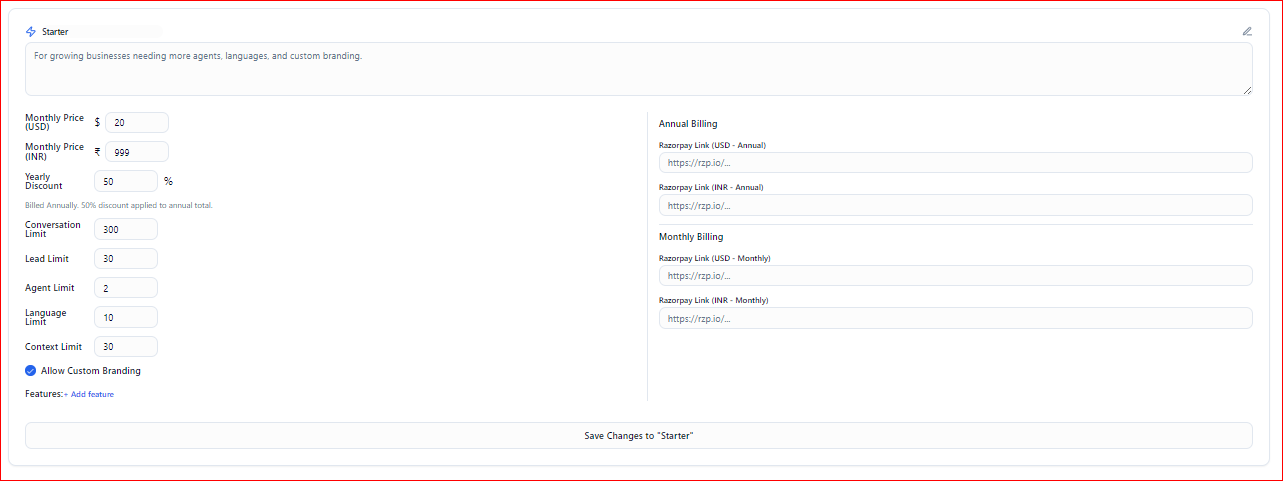 Starter
For growing businesses needing more agents, languages, and custom branding.
Monthly Price
(USD)
$ 20
Monthly Price
(INR)
₹ 999
Yearly
Discount
50 %
Billed Annually. 50% discount applied to annual total.
Conversation
Limit
300
Lead Limit 30
Agent Limit 2
Language
Limit
10
Context Limit 30
Allow Custom Branding
Features:+ Add feature
Annual Billing
Razorpay Link (USD - Annual)
https://rzp.io/...
Razorpay Link (INR - Annual)
https://rzp.io/...
Monthly Billing
Razorpay Link (USD - Monthly)
https://rzp.io/...
Razorpay Link (INR - Monthly)
https://rzp.io/...
Save Changes to "Starter"